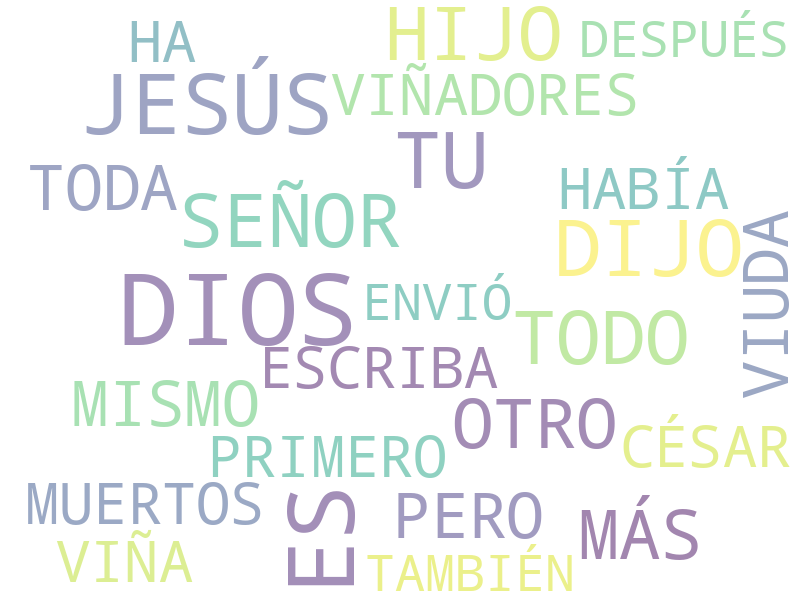 HA
HIJO
DESPUÉS
JESÚS
VIÑADORES
TU
TODA
HABÍA
SEÑOR
DIJO
VIUDA
DIOS
ENVIÓ
TODO
ESCRIBA
MISMO
OTRO
PRIMERO
CÉSAR
MUERTOS
ES
PERO
MÁS
VIÑA
TAMBIÉN